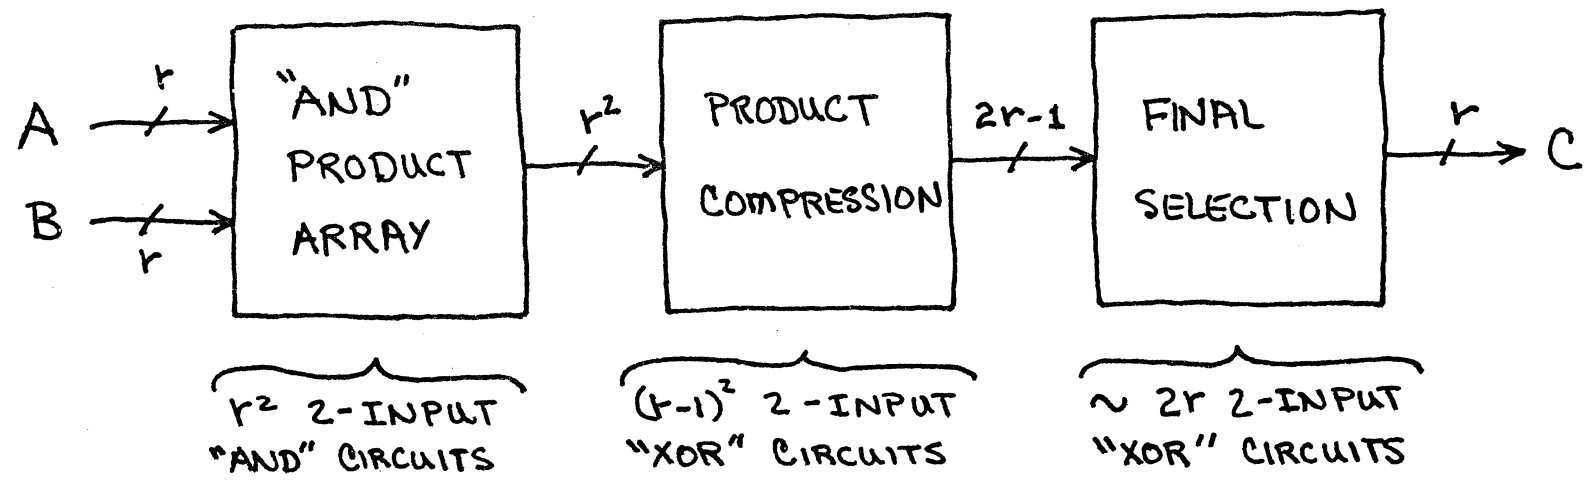 A
r
B
r
"AND"
PRODUCT
ARRAY
r²
PRODUCT
COMPRESSION
2r-1
FINAL
SELECTION
r
C
r² 2-INPUT
"AND" CIRCUITS
(r-1)² 2-INPUT
"XOR" CIRCUITS
~ 2r 2-INPUT
"XOR" CIRCUITS